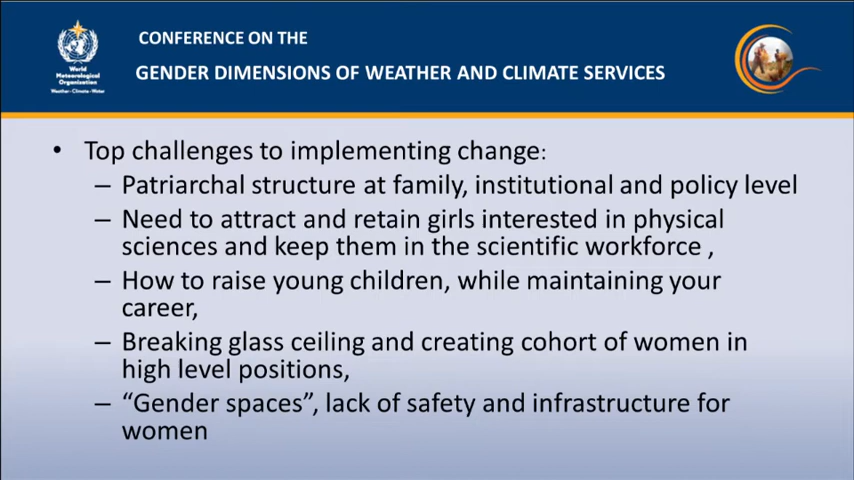 CONFERENCE ON THE
GENDER DIMENSIONS OF WEATHER AND CLIMATE SERVICES
World
Meteorological
Organization
Weather • Climate • Water
• Top challenges to implementing change:
– Patriarchal structure at family, institutional and policy level
– Need to attract and retain girls interested in physical
sciences and keep them in the scientific workforce ,
– How to raise young children, while maintaining your
career,
– Breaking glass ceiling and creating cohort of women in
high level positions,
– “Gender spaces”, lack of safety and infrastructure for
women